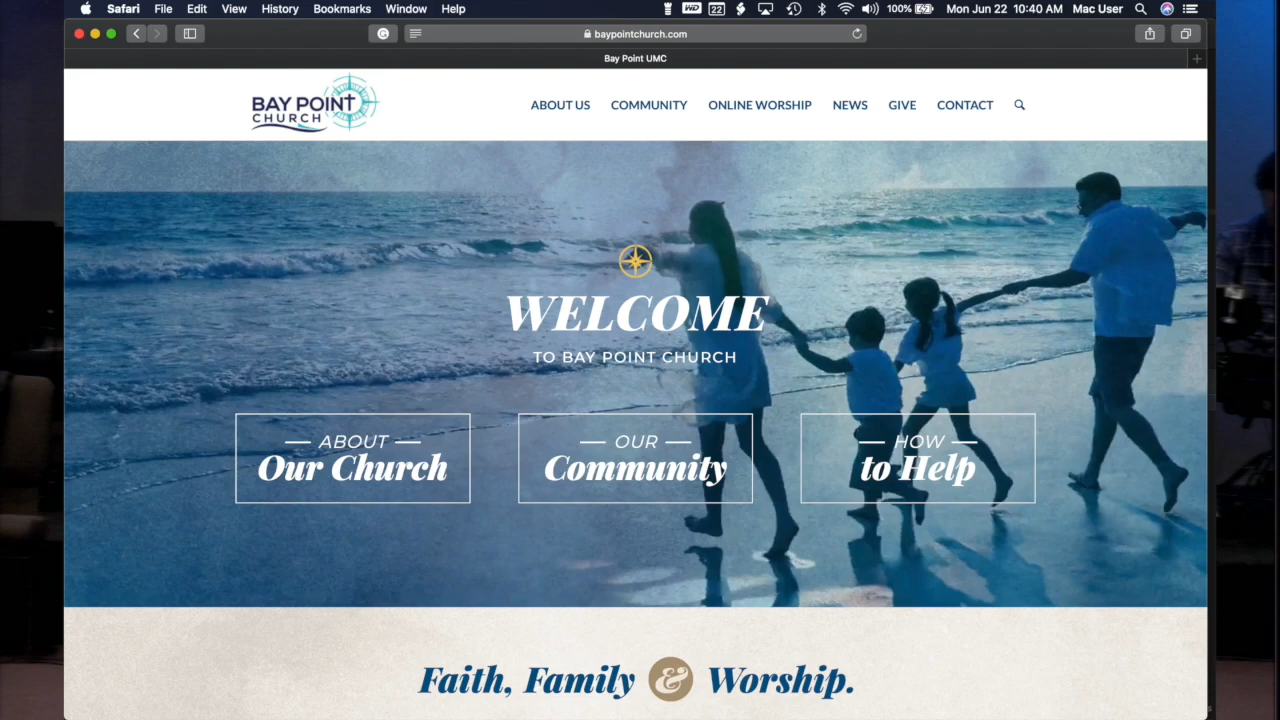 Safari File Edit View History Bookmarks Window Help WD 22 100% Mon Jun 22 10:40 AM Mac User
baypointchurch.com
Bay Point UMC
BAY POINT
CHURCH
ABOUT US COMMUNITY ONLINE WORSHIP NEWS GIVE CONTACT
WELCOME
TO BAY POINT CHURCH
— ABOUT —
Our Church
— OUR —
Community
— HOW —
to Help
Faith, Family & Worship.